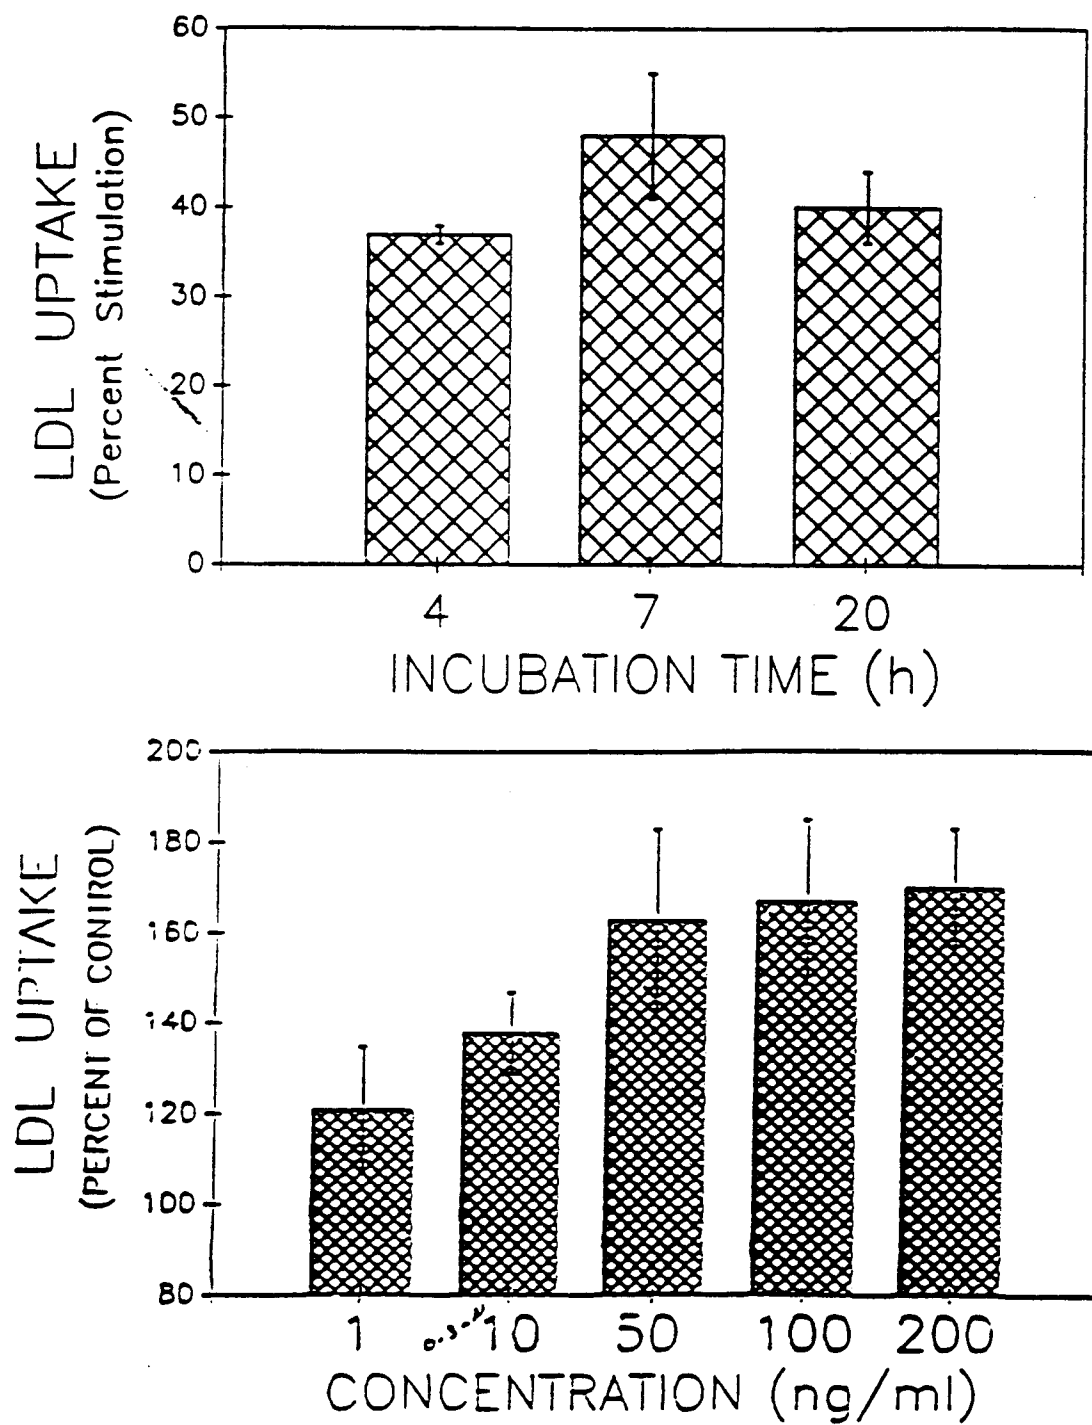 60
50
40
30
20
10
0
LDL UPTAKE
(Percent Stimulation)
4 7 20
INCUBATION TIME (h)
200
180
160
140
120
100
80
LDL UPTAKE
(PERCENT OF CONTROL)
1 10 50 100 200
CONCENTRATION (ng/ml)